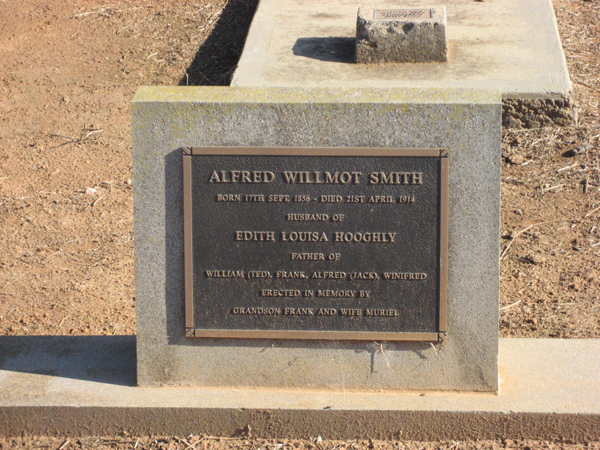 ALFRED WILLMOT SMITH
BORN 17TH SEPT. 1856 - DIED 21ST APRIL 1914
HUSBAND OF
EDITH LOUISA HOOGHLY
FATHER OF
WILLIAM (TED), FRANK, ALFRED (JACK), WINIFRED
ERECTED IN MEMORY BY
GRANDSON FRANK AND WIFE MURIEL